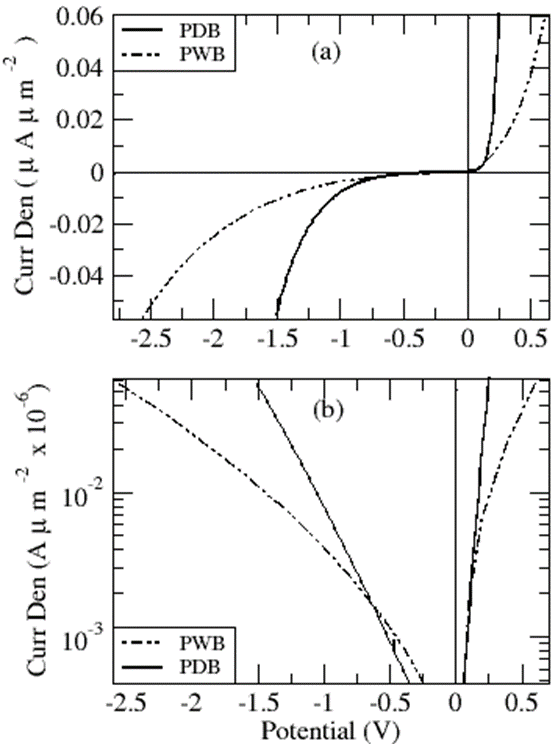 0.06
PDB
PWB
(a)
0.04
0.02
0
-0.02
-0.04
Curr Den ( μ A μ m -2 )
-2.5 -2 -1.5 -1 -0.5 0 0.5
(b)
10-2
10-3
Curr Den (A μ m -2 x 10-6)
PWB
PDB
-2.5 -2 -1.5 -1 -0.5 0 0.5
Potential (V)